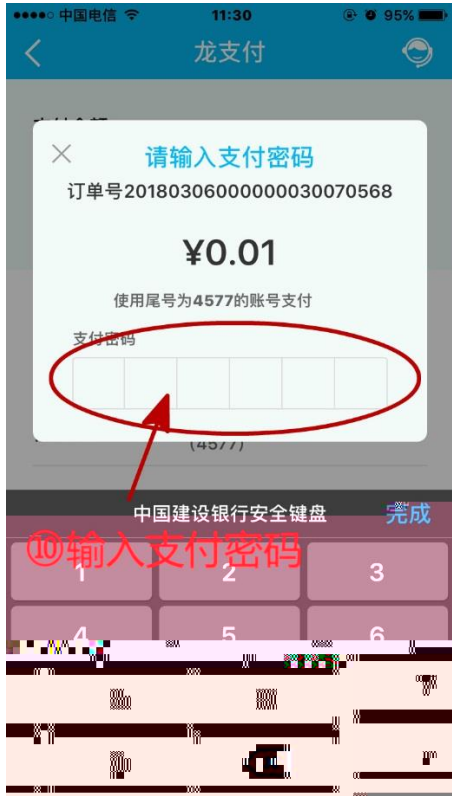 中国电信 11:30 95%
龙支付
请输入支付密码
订单号20180306000000030070568
¥0.01
使用尾号为4577的账号支付
支付密码
(4577)
中国建设银行安全键盘 完成
⑩输入支付密码
1 2 3
4 5 6